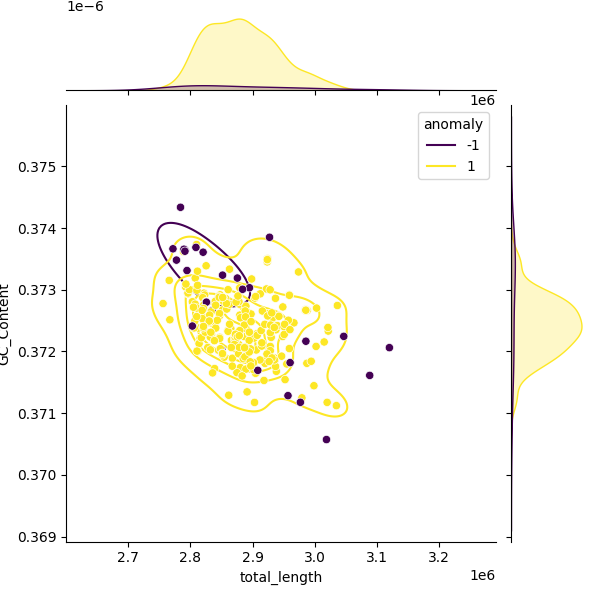 1e−6
1e6
anomaly
-1
1
0.375
0.374
0.373
0.372
0.371
0.370
0.369
GC_Content
2.7 2.8 2.9 3.0 3.1 3.2
total_length
1e6